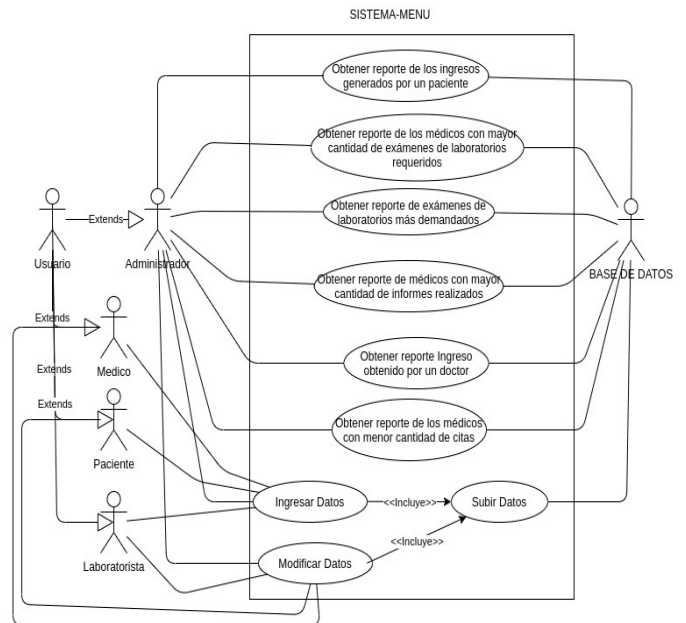 SISTEMA-MENU
Obtener reporte de los ingresos
generados por un paciente
Obtener reporte de los médicos con mayor
cantidad de exámenes de laboratorios
requeridos
Obtener reporte de exámenes de
laboratorios más demandados
Extends
Usuario
Administrador
BASE DE DATOS
Obtener reporte de médicos con mayor
cantidad de informes realizados
Extends
Medico
Obtener reporte Ingreso
obtenido por un doctor
Extends
Extends
Obtener reporte de los médicos
con menor cantidad de citas
Paciente
Ingresar Datos
<<Incluye>>
Subir Datos
<<Incluye>>
Laboratorista
Modificar Datos